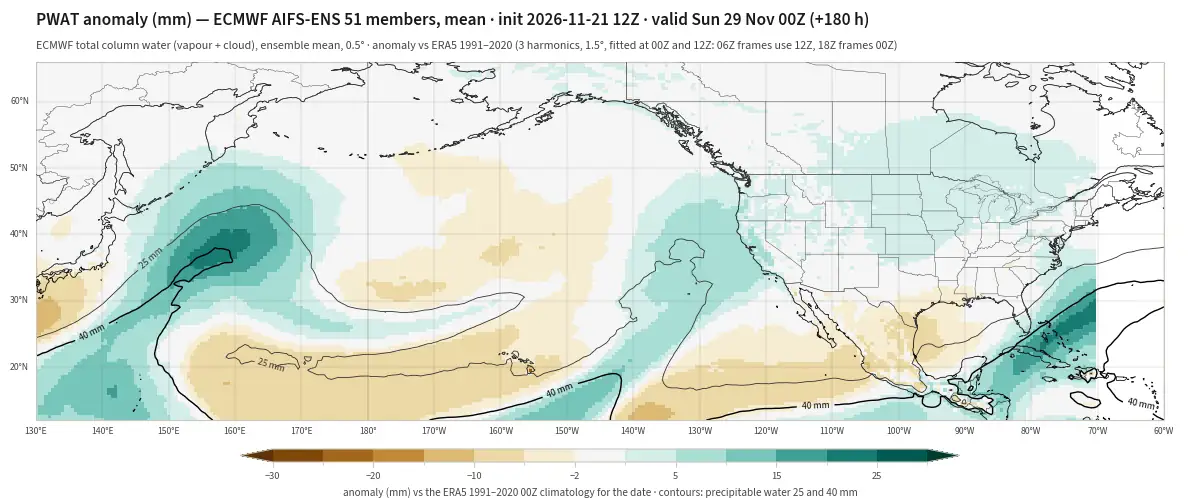 PWAT anomaly (mm) — ECMWF AIFS-ENS 51 members, mean · init 2026-11-21 12Z · valid Sun 29 Nov 00Z (+180 h)
ECMWF total column water (vapour + cloud), ensemble mean, 0.5° · anomaly vs ERA5 1991–2020 (3 harmonics, 1.5°, fitted at 00Z and 12Z: 06Z frames use 12Z, 18Z frames 00Z)
60°N
50°N
40°N
30°N
20°N
25 mm
40 mm
25 mm
40 mm
40 mm
40 mm
130°E 140°E 150°E 160°E 170°E 180° 170°W 160°W 150°W 140°W 130°W 120°W 110°W 100°W 90°W 80°W 70°W 60°W
−30 −20 −10 −2 5 15 25
anomaly (mm) vs the ERA5 1991–2020 00Z climatology for the date · contours: precipitable water 25 and 40 mm